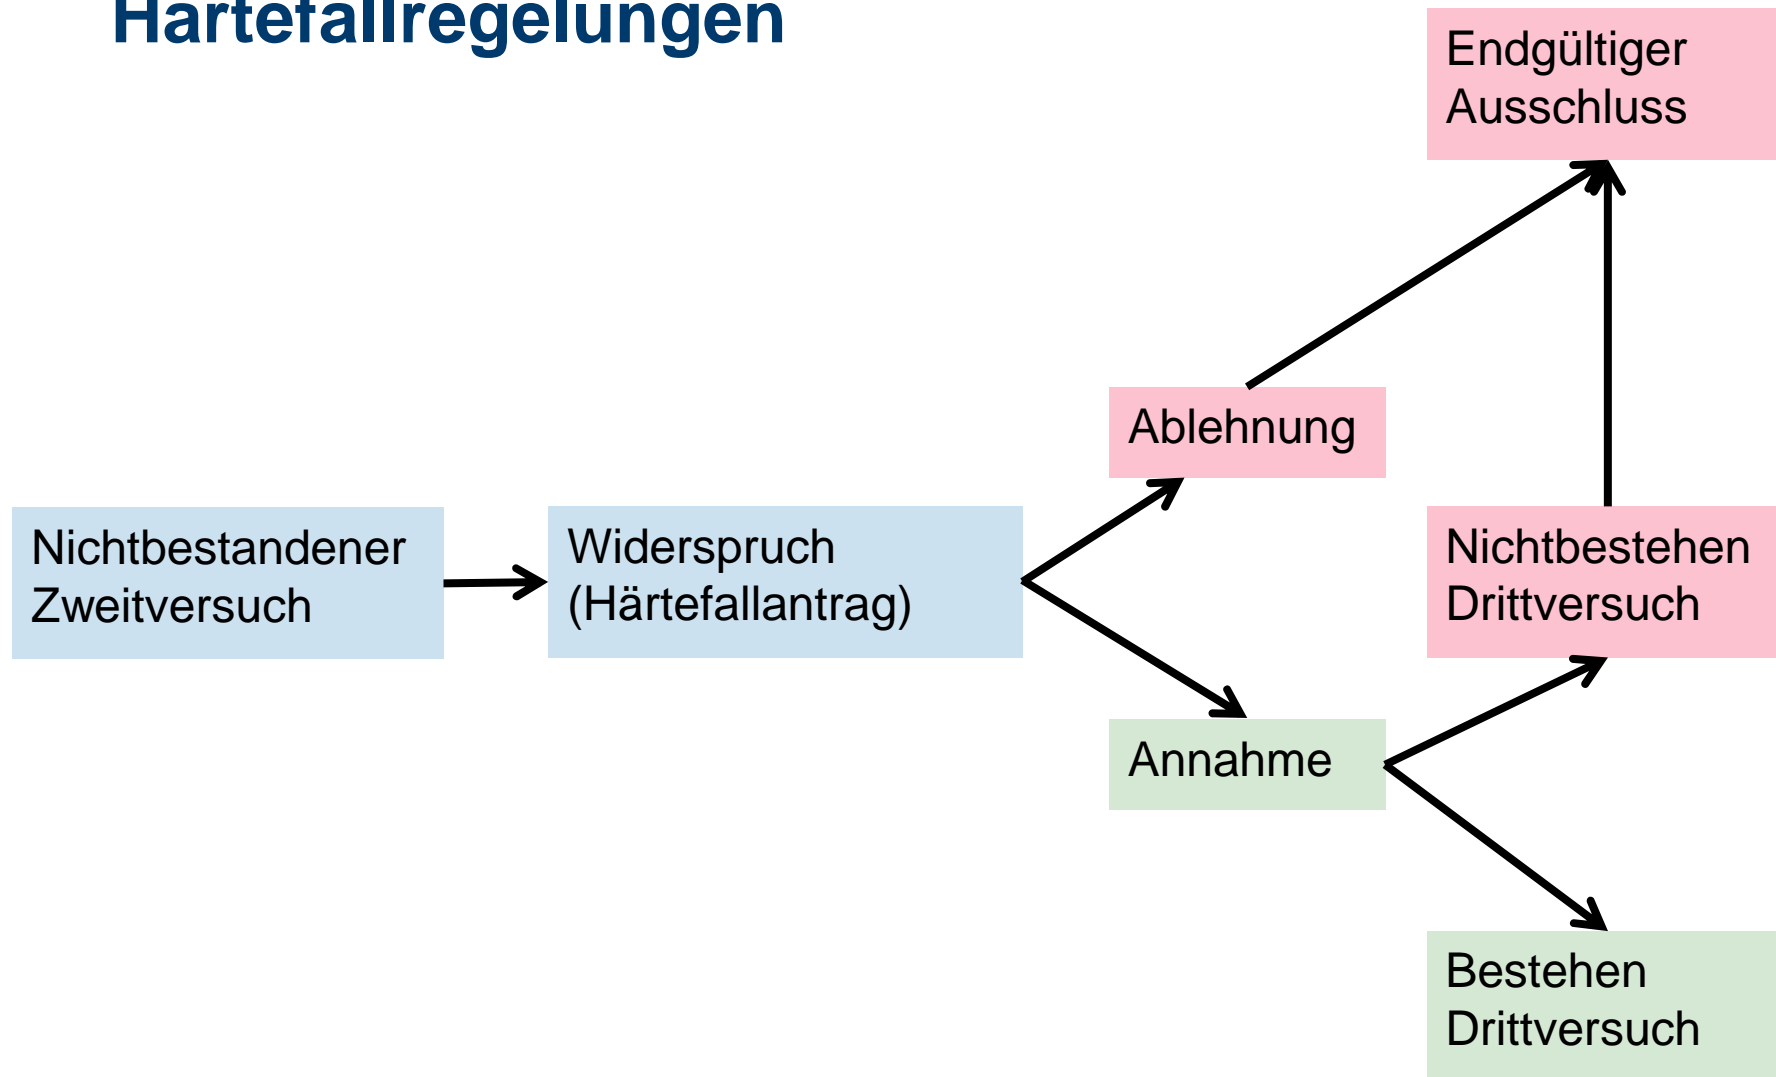 Härtefallregelungen
Endgültiger
Ausschluss
Ablehnung
Nichtbestandener
Zweitversuch
Widerspruch
(Härtefallantrag)
Nichtbestehen
Drittversuch
Annahme
Bestehen
Drittversuch